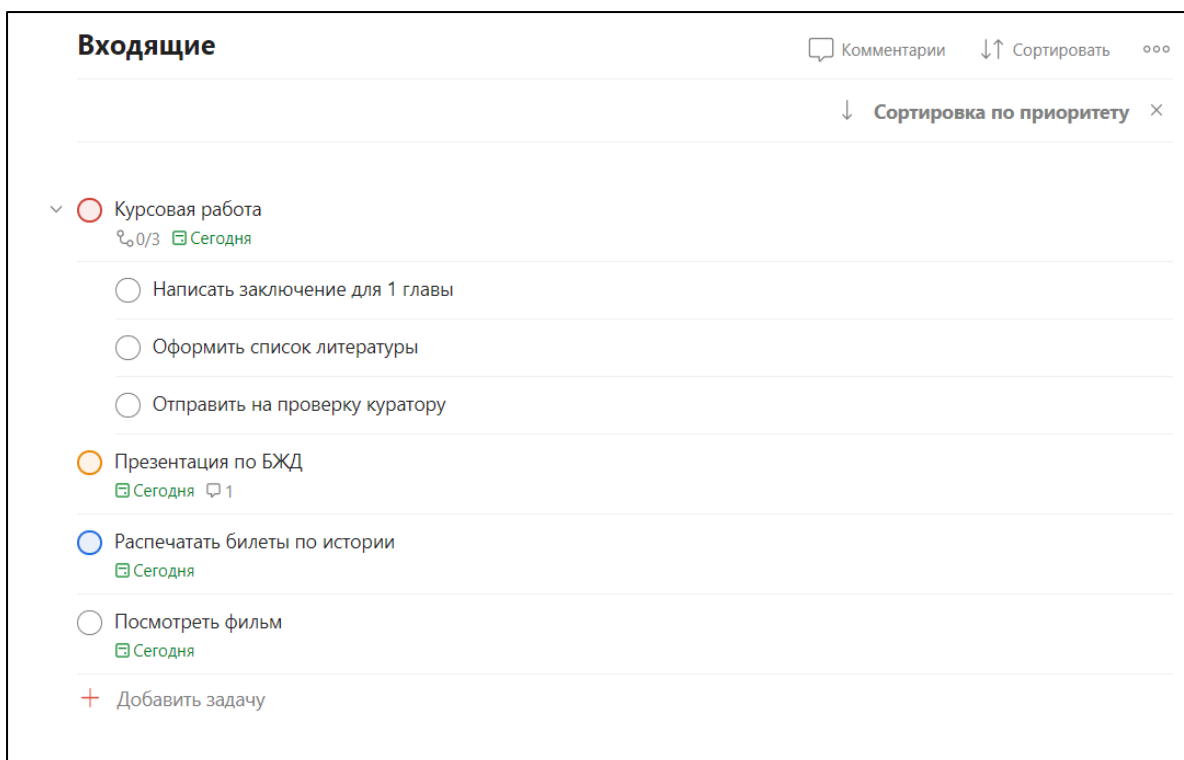 Входящие
Комментарии
Сортировать
Сортировка по приоритету
Курсовая работа
0/3 Сегодня
Написать заключение для 1 главы
Оформить список литературы
Отправить на проверку куратору
Презентация по БЖД
Сегодня 1
Распечатать билеты по истории
Сегодня
Посмотреть фильм
Сегодня
Добавить задачу